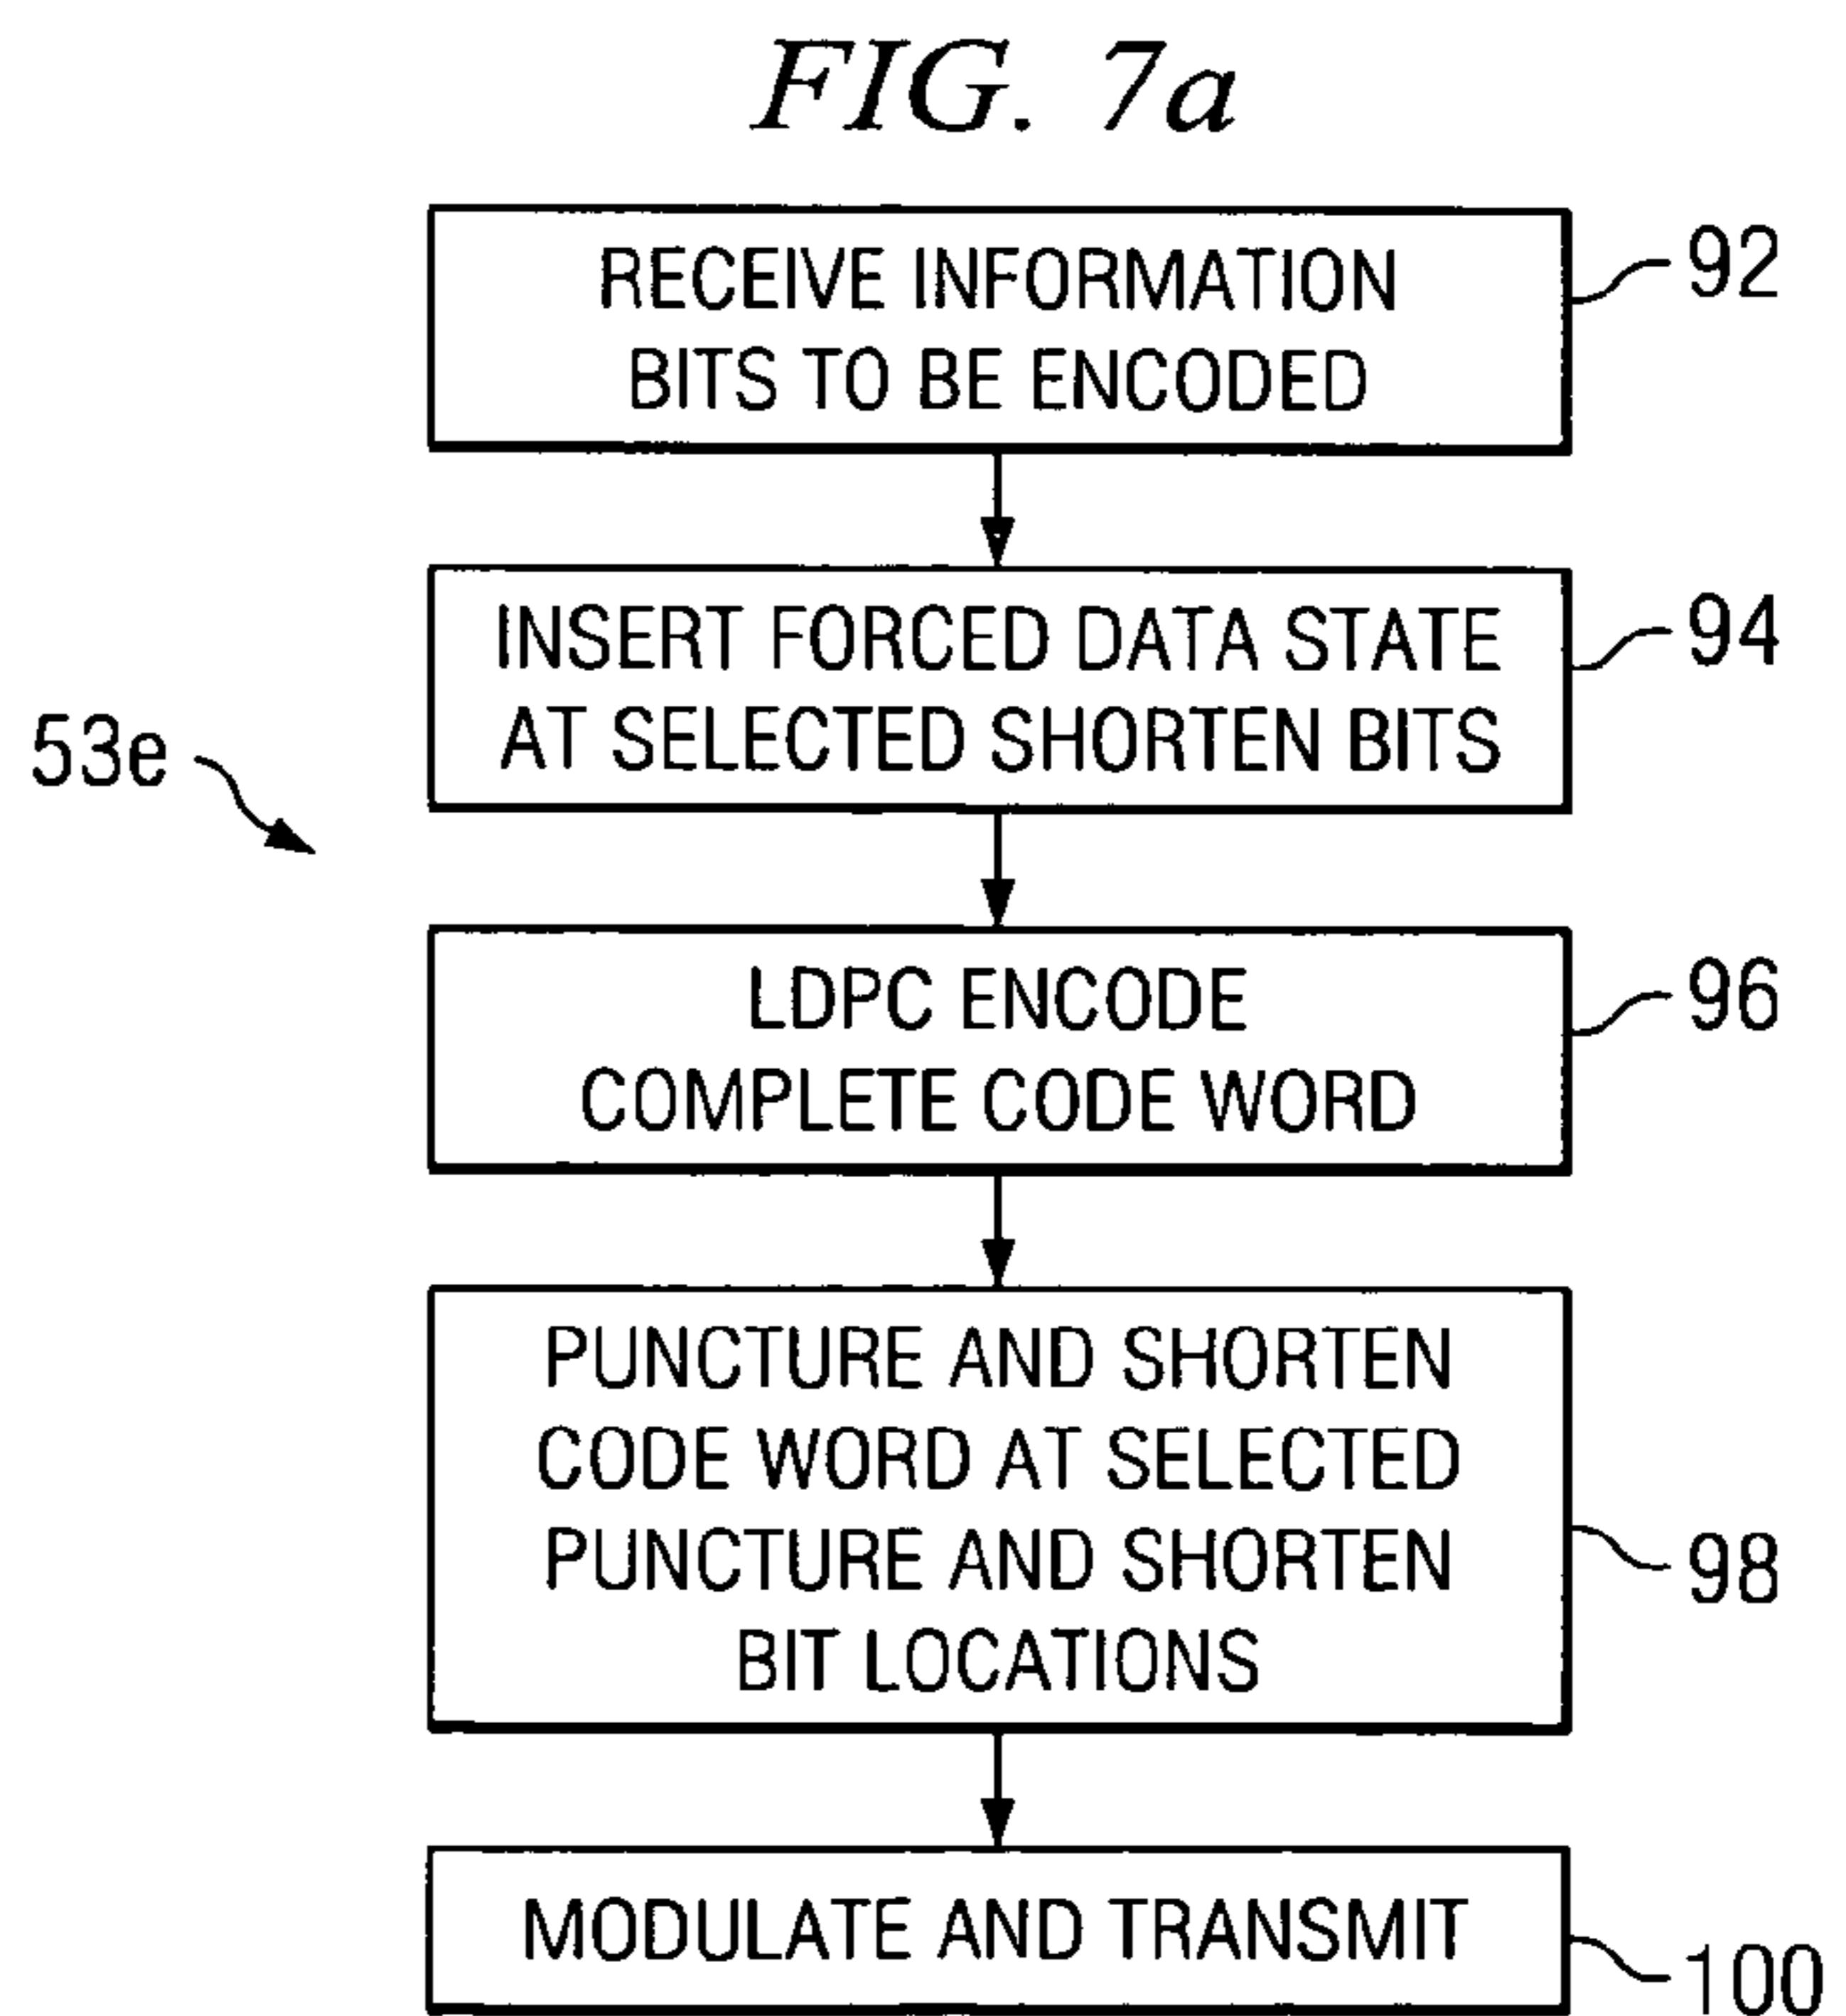 FIG. 7a
RECEIVE INFORMATION
BITS TO BE ENCODED
92
INSERT FORCED DATA STATE
AT SELECTED SHORTEN BITS
94
53e
LDPC ENCODE
COMPLETE CODE WORD
96
PUNCTURE AND SHORTEN
CODE WORD AT SELECTED
PUNCTURE AND SHORTEN
BIT LOCATIONS
98
MODULATE AND TRANSMIT
100